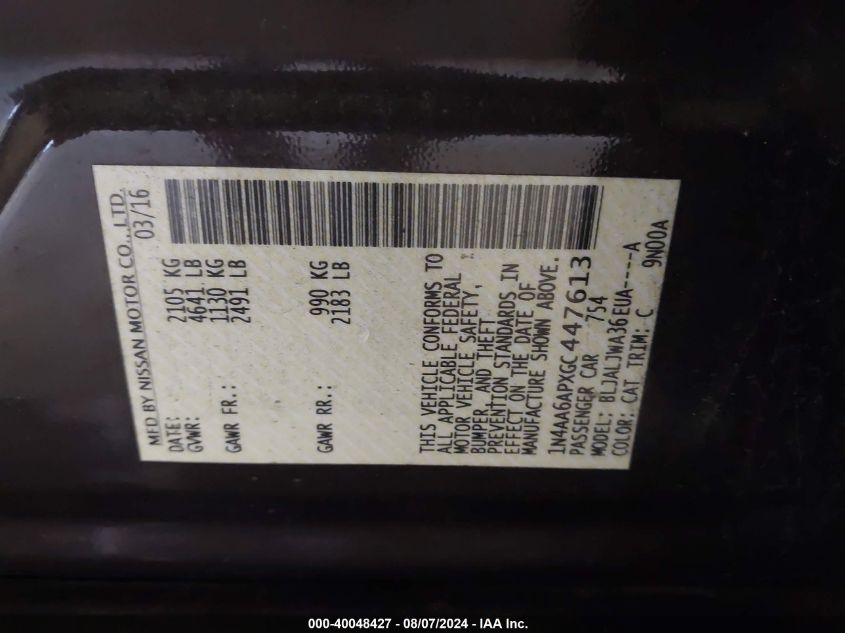 MFD BY NISSAN MOTOR CO.,LTD.
DATE: 03/16
GVWR: 2105 KG
4641 LB
GAWR FR.: 1130 KG
2491 LB
GAWR RR.: 990 KG
2183 LB
THIS VEHICLE CONFORMS TO
ALL APPLICABLE FEDERAL
MOTOR VEHICLE SAFETY,
BUMPER, AND THEFT
PREVENTION STANDARDS IN
EFFECT ON THE DATE OF
MANUFACTURE SHOWN ABOVE.
1N4AA6APXGC447613
PASSENGER CAR 754
MODEL: BLJALJWA36EUA----A
COLOR: CAT TRIM: C 9N00A
000-40048427 - 08/07/2024 - IAA Inc.